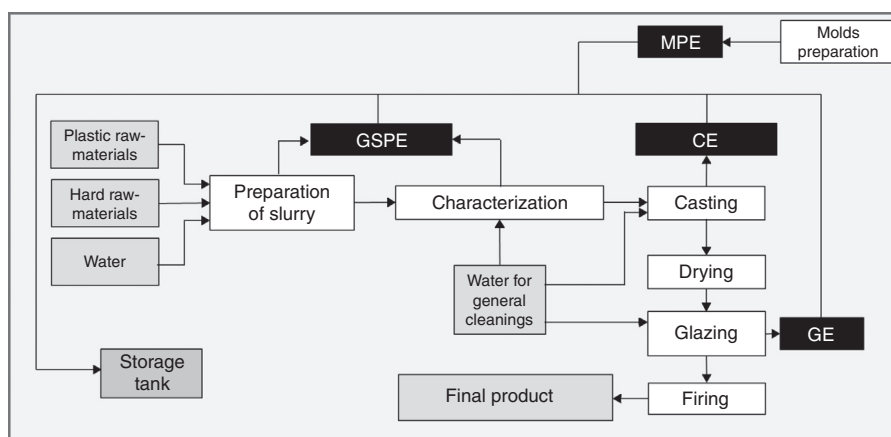 MPE
Molds
preparation
Plastic raw-
materials
GSPE
CE
Hard raw-
materials
Preparation
of slurry
Characterization
Casting
Water
Water for
general
cleanings
Drying
Glazing
GE
Storage
tank
Final product
Firing